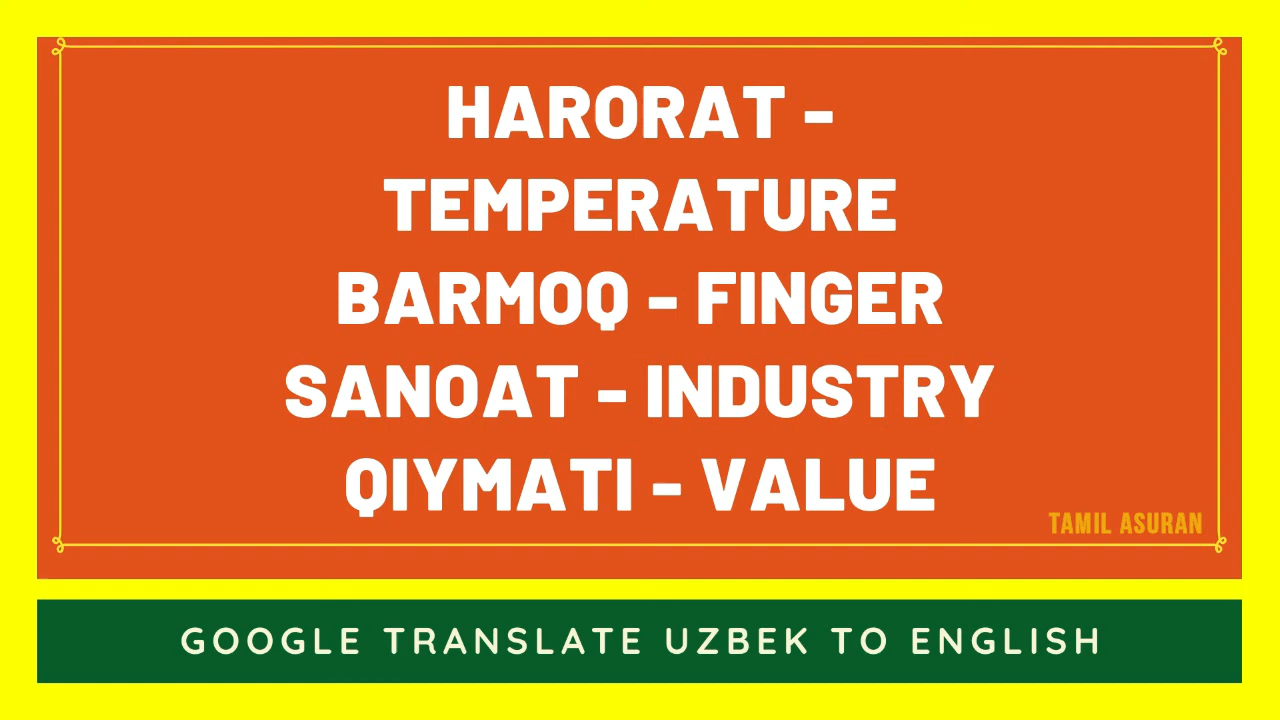 HARORAT -
TEMPERATURE
BARMOQ - FINGER
SANOAT - INDUSTRY
QIYMATI - VALUE
TAMIL ASURAN
GOOGLE TRANSLATE UZBEK TO ENGLISH